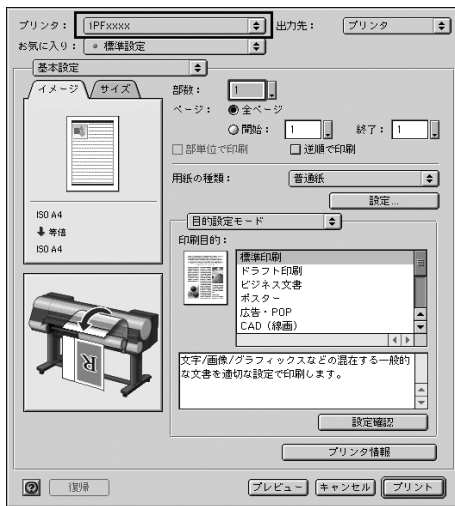 プリンタ： iPFxxxx 出力先： プリンタ
お気に入り： ◦ 標準設定
基本設定
イメージ サイズ
部数： 1
ページ： 全ページ
開始： 1 終了： 1
部単位で印刷 逆順で印刷
用紙の種類： 普通紙
設定...
ISO A4
等倍
ISO A4
目的設定モード
印刷目的：
標準印刷
ドラフト印刷
ビジネス文書
ポスター
広告・POP
CAD（線画）
文字/画像/グラフィックスなどの混在する一般的
な文書を適切な設定で印刷します。
R
設定確認
プリンタ情報
? 復帰 プレビュー キャンセル プリント